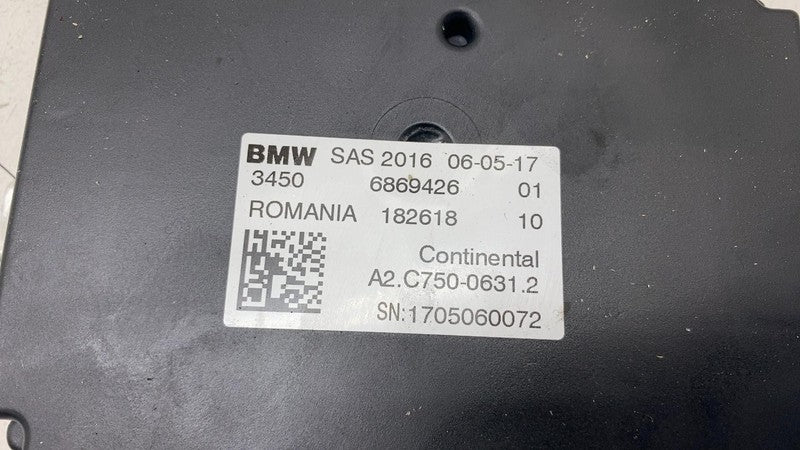 BMW SAS 2016 06-05-17
3450 6869426 01
ROMANIA 182618 10
Continental
A2.C750-0631.2
SN:1705060072